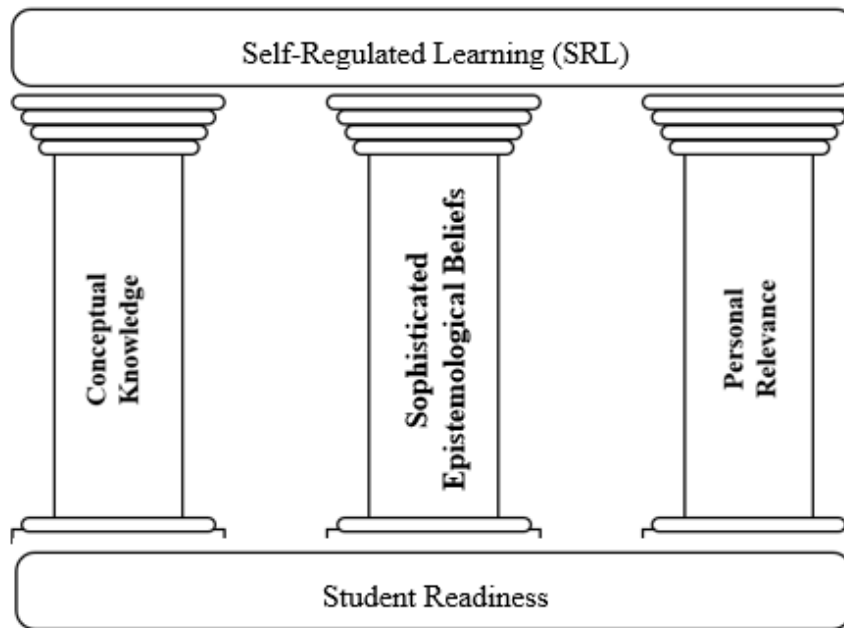 Self-Regulated Learning (SRL)
Conceptual
Knowledge
Sophisticated
Epistemological Beliefs
Personal
Relevance
Student Readiness